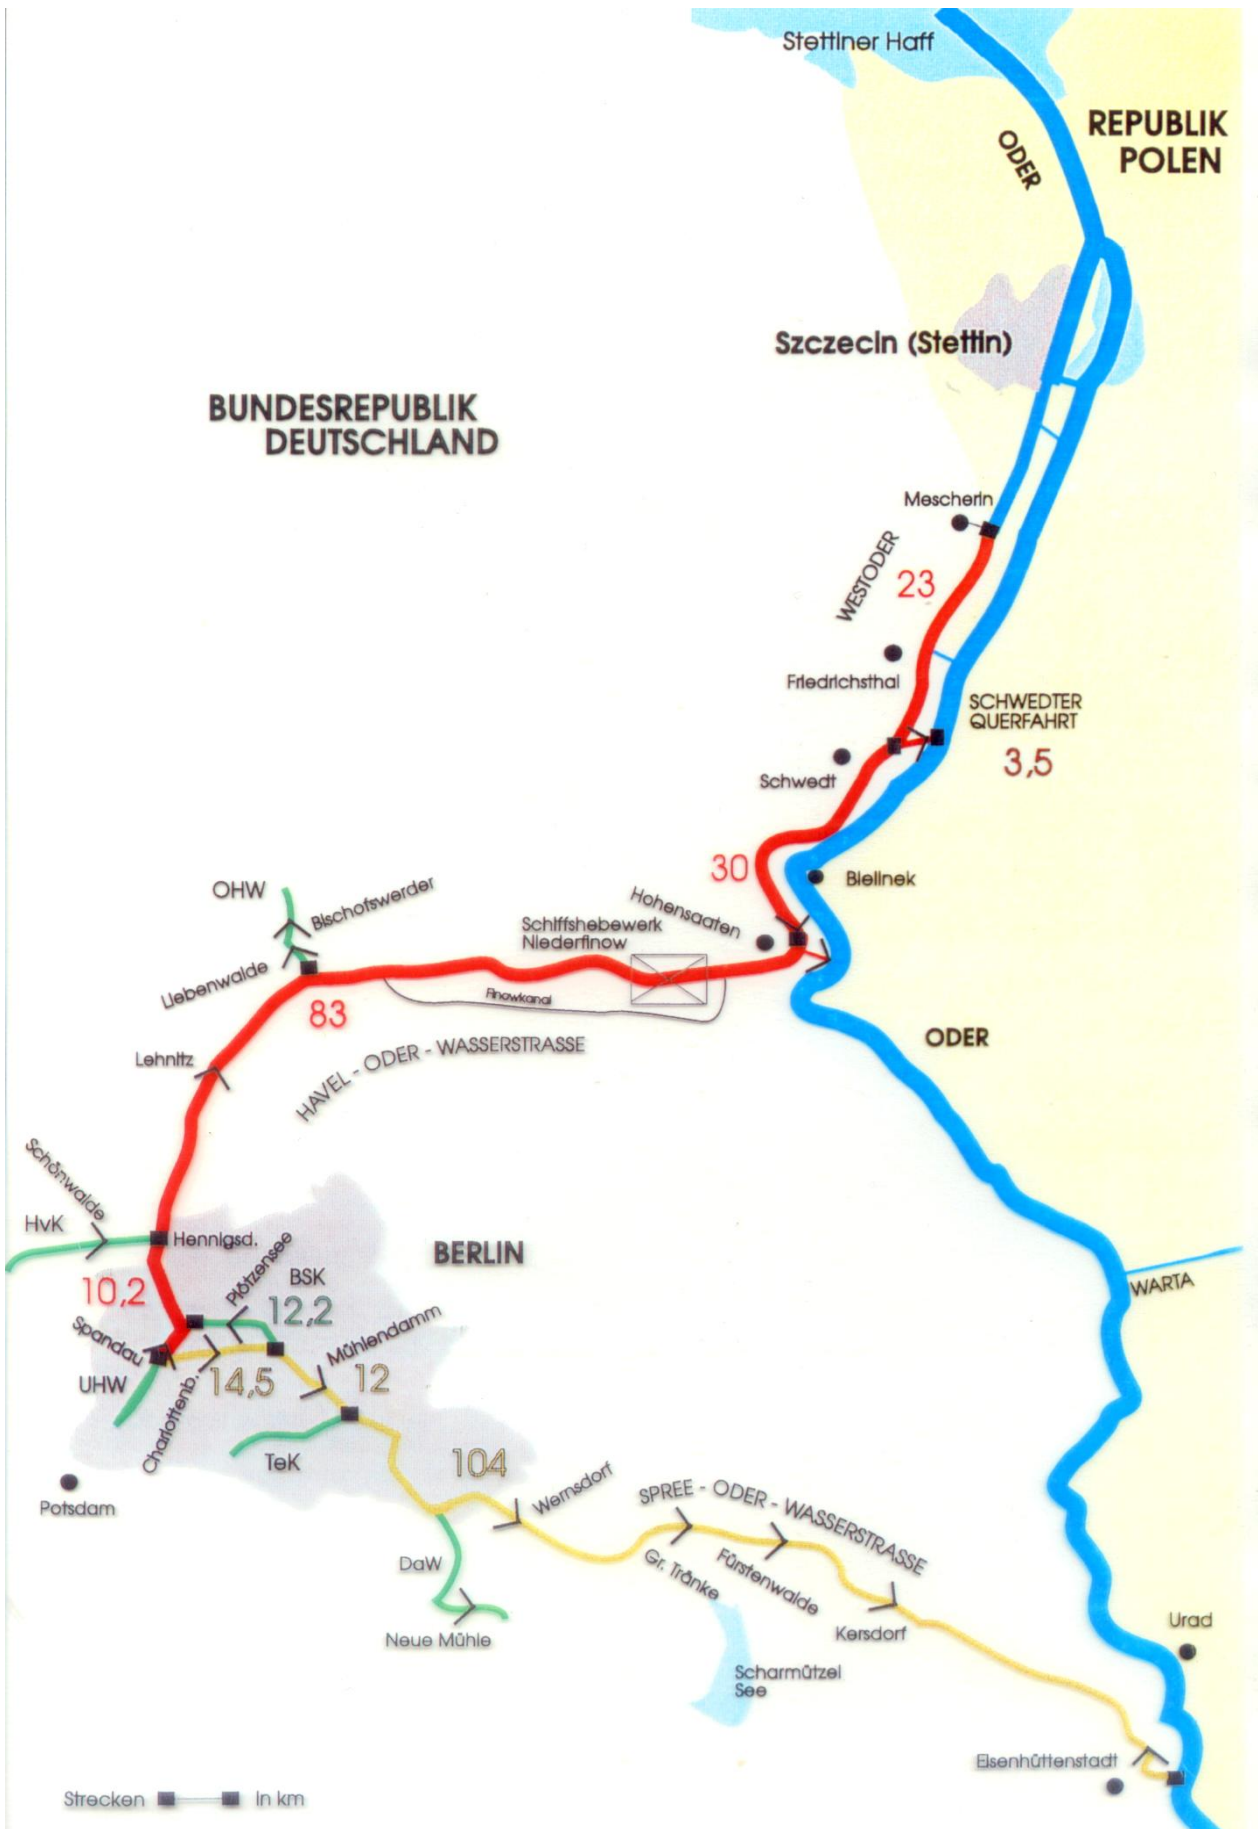 Stettiner Haff
REPUBLIK
POLEN
ODER
Szczecin (Stettin)
BUNDESREPUBLIK
DEUTSCHLAND
Mescherin
WESTODER
23
Friedrichsthal
SCHWEDTER
QUERFAHRT
3,5
Schwedt
30
Bielinek
OHW
Bischofswerder
Hohensaaten
Schiffshebewerk
Niederfinow
Liebenwalde
Finowkanal
83
ODER
HAVEL - ODER - WASSERSTRASSE
Lehnitz
Schönwalde
HvK
Hennigsd.
Plötzensee
BERLIN
BSK
WARTA
10,2
12,2
Spandau
Mühlendamm
UHW
14,5
12
Charlottenb.
TeK
104
Potsdam
Wernsdorf
SPREE - ODER - WASSERSTRASSE
DaW
Gr. Tränke
Fürstenwalde
Kersdorf
Neue Mühle
Urad
Scharmützel
See
Eisenhüttenstadt
Strecken in km